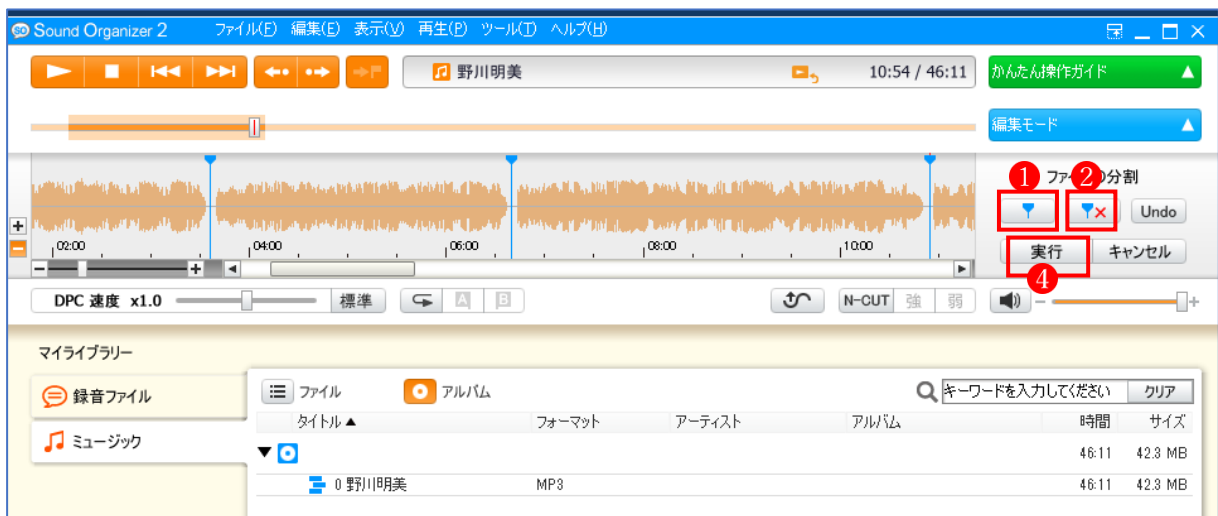 Sound Organizer 2 ファイル(F) 編集(E) 表示(V) 再生(P) ツール(T) ヘルプ(H)
野川明美 10:54 / 46:11 かんたん操作ガイド
編集モード
1 2 ファイ の分割
Undo
02:00 04:00 06:00 08:00 10:00
実行 キャンセル
4
DPC 速度 x1.0 標準 A B N-CUT 強 弱
マイライブラリー
録音ファイル ファイル アルバム キーワードを入力してください クリア
タイトル フォーマット アーティスト アルバム 時間 サイズ
ミュージック
46:11 42.3 MB
0 野川明美 MP3 46:11 42.3 MB